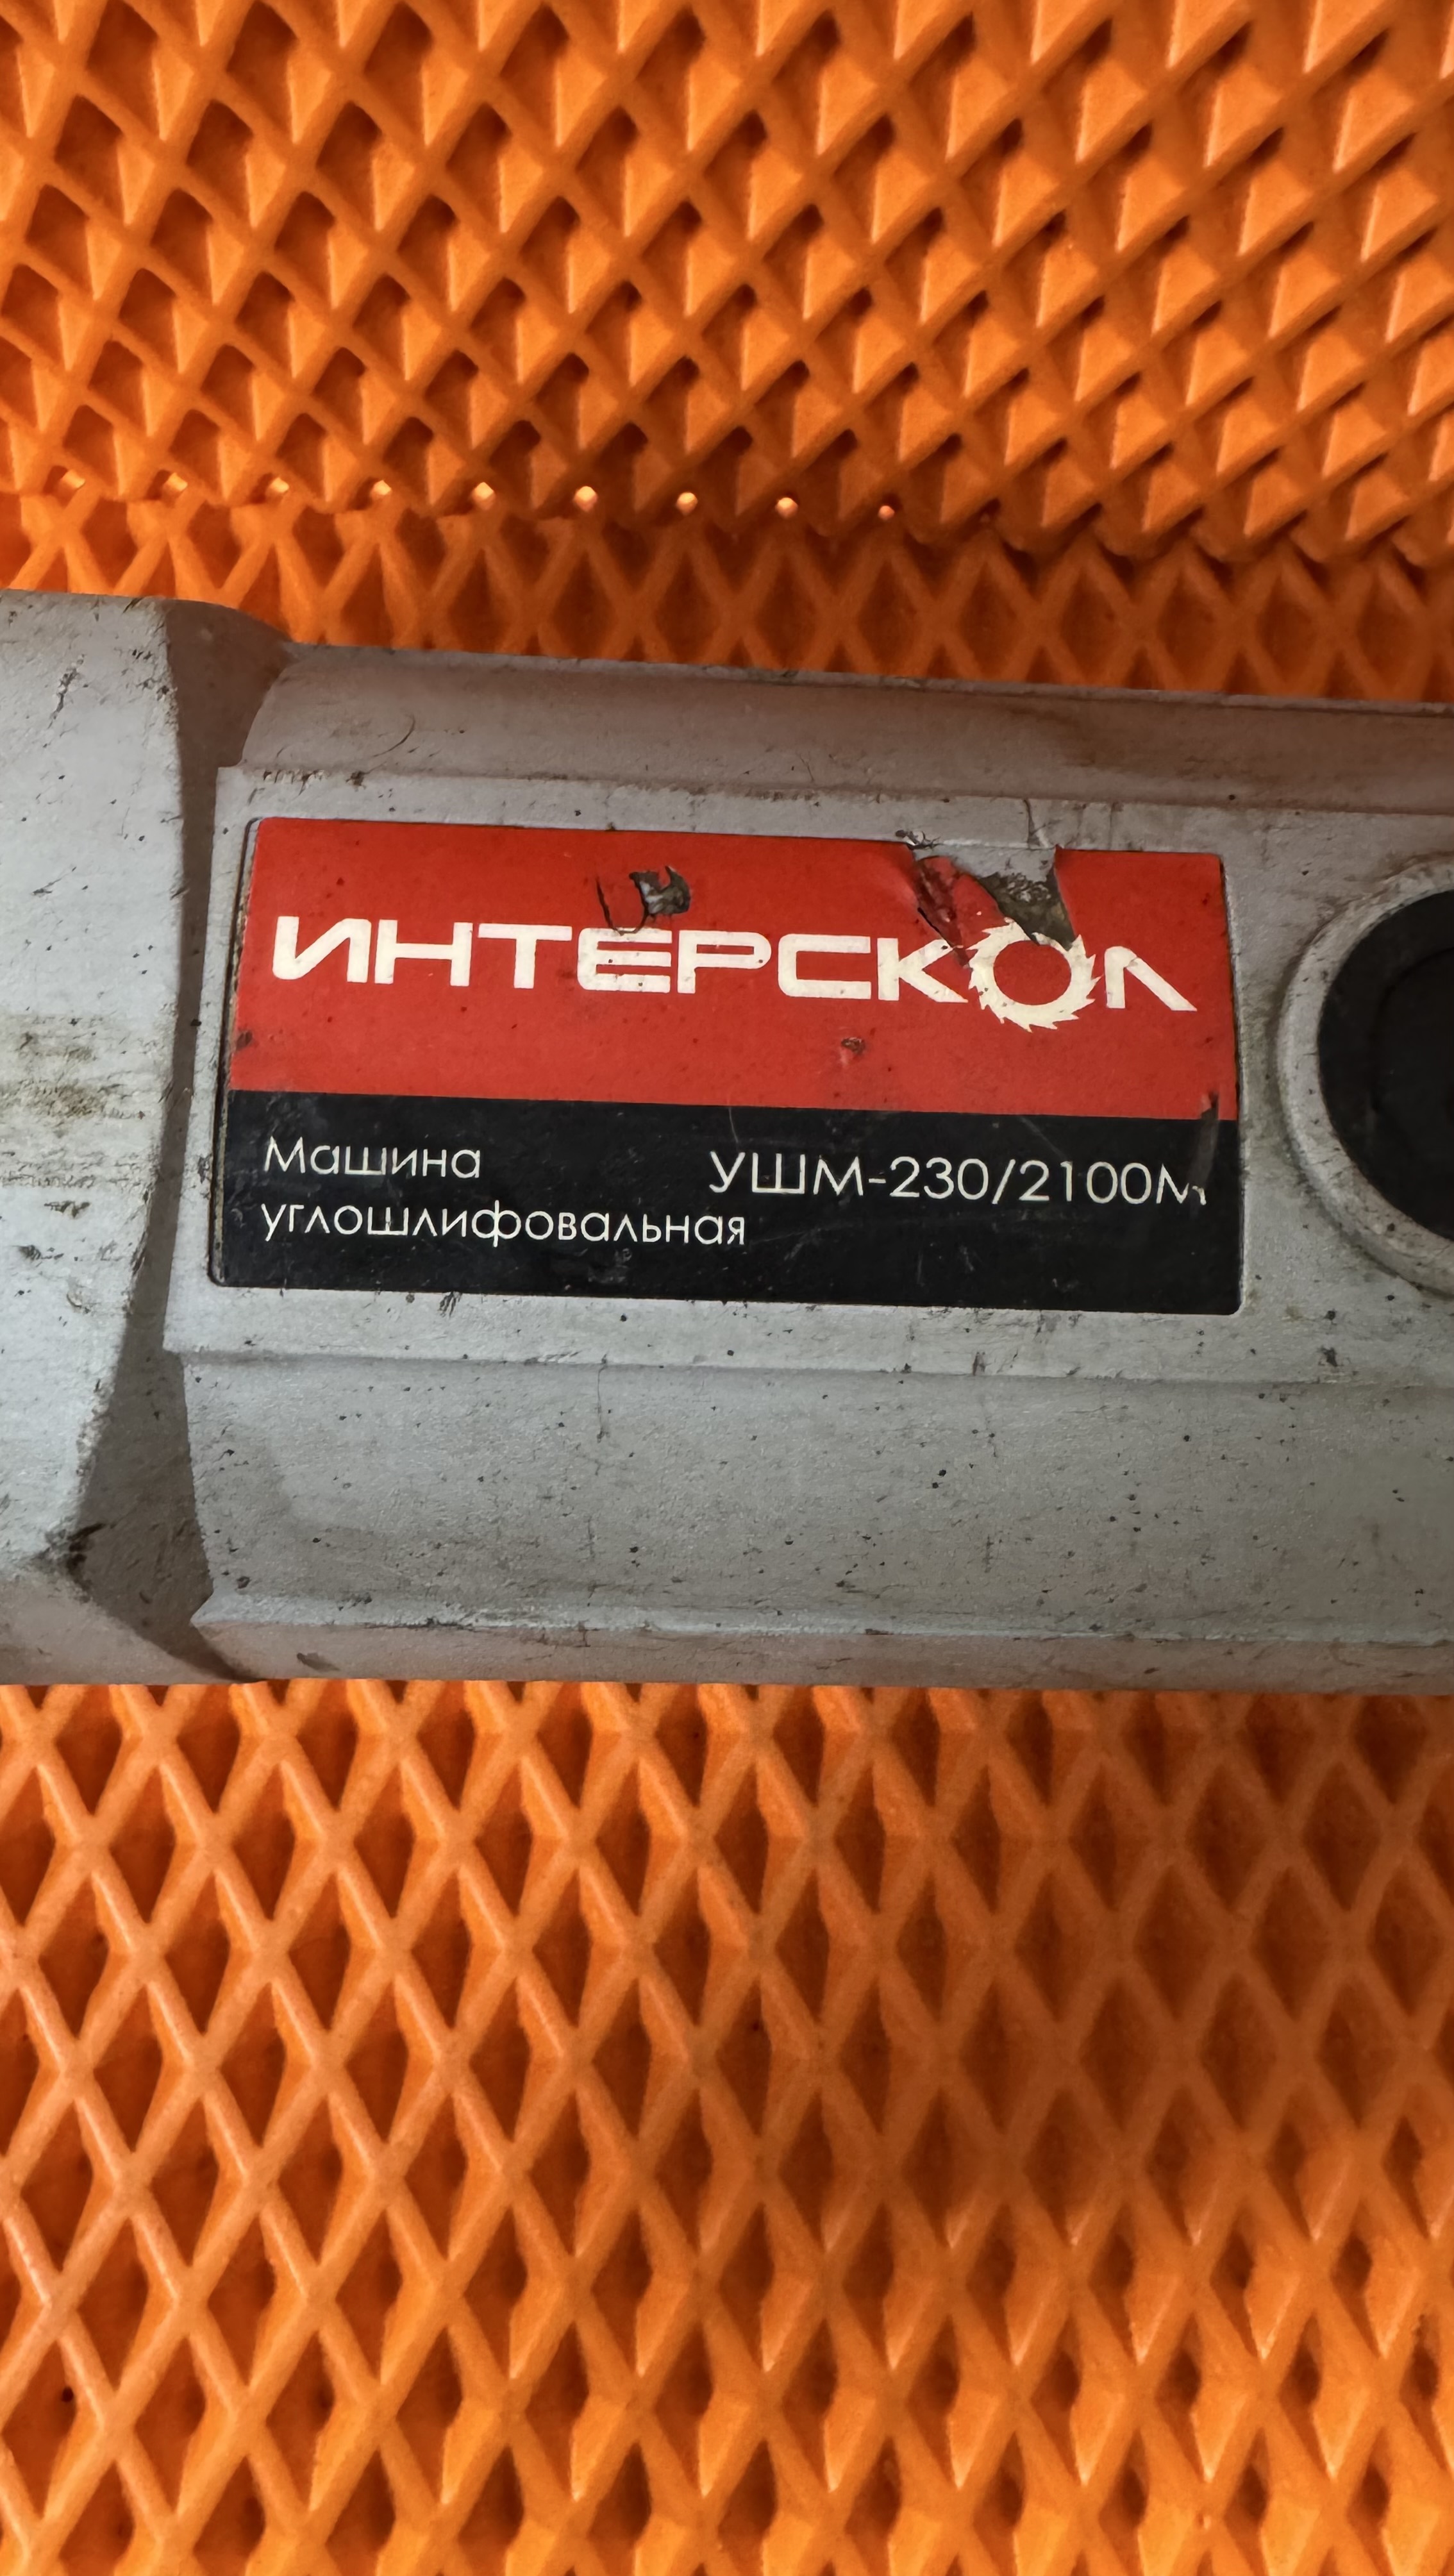 ИНТЕРСКОЛ
Машина УШМ-230/2100М
углошлифовальная